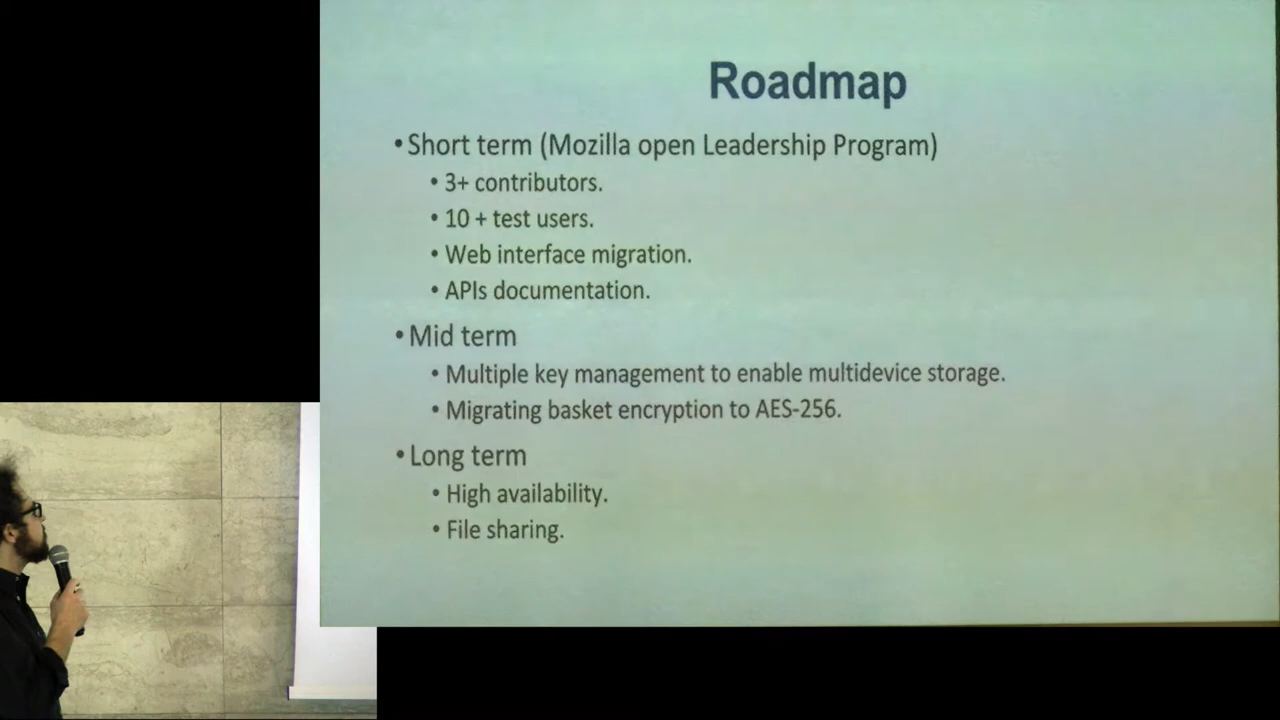 Roadmap
• Short term (Mozilla open Leadership Program)
• 3+ contributors.
• 10 + test users.
• Web interface migration.
• APIs documentation.
• Mid term
• Multiple key management to enable multidevice storage.
• Migrating basket encryption to AES-256.
• Long term
• High availability.
• File sharing.